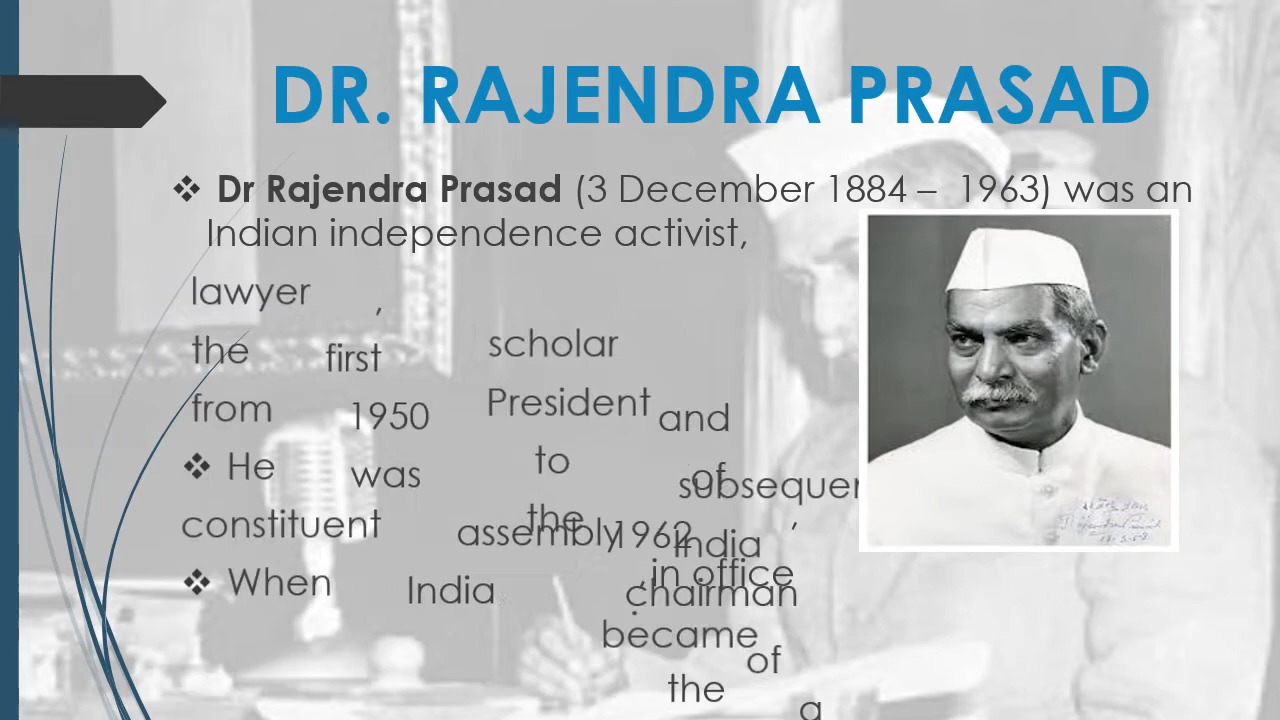 DR. RAJENDRA PRASAD
❖ Dr Rajendra Prasad (3 December 1884 – 1963) was an
Indian independence activist,
lawyer ,
scholar
the first
President and
from 1950
to of
❖ He was
subsequen
the
constituent assembly 1962 ,
India
, in office
❖ When India chairman
.
became
of
the
a